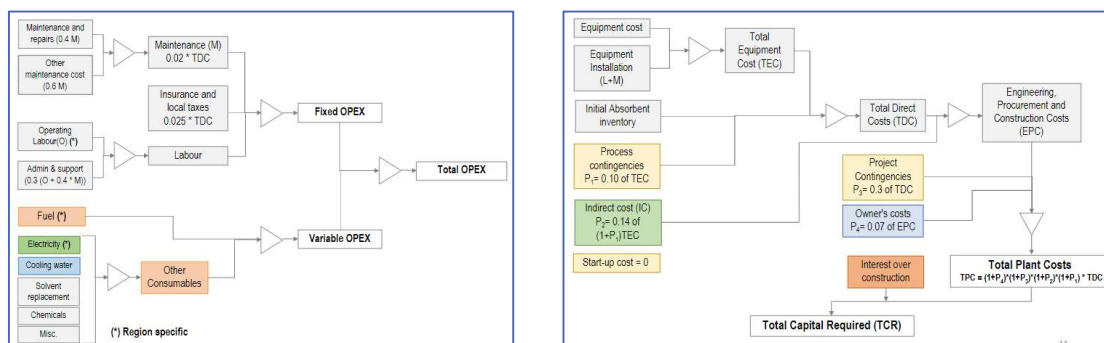 Maintenance and
repairs (0.4 M)
Other
maintenance cost
(0.6 M)
Maintenance (M)
0.02 * TDC
Insurance and
local taxes
0.025 * TDC
Fixed OPEX
Operating
Labour(O) (*)
Admin & support
(0.3 (O + 0.4 * M))
Labour
Total OPEX
Fuel (*)
Variable OPEX
Electricity (*)
Cooling water
Solvent
replacement
Chemicals
Misc.
Other
Consumables
(*) Region specific
Equipment cost
Equipment
Installation
(L+M)
Total
Equipment
Cost (TEC)
Initial Absorbent
inventory
Total Direct
Costs (TDC)
Engineering,
Procurement and
Construction Costs
(EPC)
Process
contingencies
P₁= 0.10 of TEC
Project
Contingencies
P₃= 0.3 of TDC
Indirect cost (IC)
P₂= 0.14 of
(1+P₁)TEC
Owner's costs
P₄= 0.07 of EPC
Start-up cost = 0
Interest over
construction
Total Plant Costs
TPC = (1+P₄)*(1+P₃)*(1+P₂)*(1+P₁) * TDC
Total Capital Required (TCR)